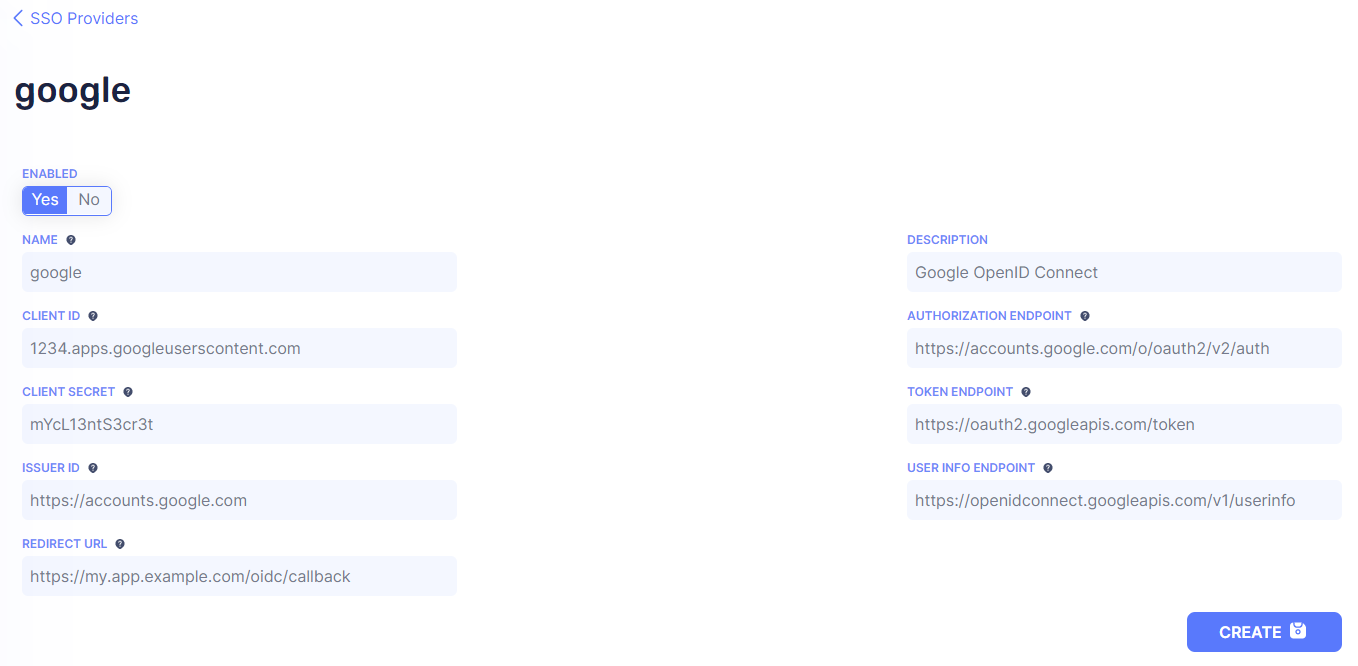 SSO Providers
google
ENABLED
Yes No
NAME
google
DESCRIPTION
Google OpenID Connect
CLIENT ID
1234.apps.googleuserscontent.com
AUTHORIZATION ENDPOINT
https://accounts.google.com/o/oauth2/v2/auth
CLIENT SECRET
mYcL13ntS3cr3t
TOKEN ENDPOINT
https://oauth2.googleapis.com/token
ISSUER ID
https://accounts.google.com
USER INFO ENDPOINT
https://openidconnect.googleapis.com/v1/userinfo
REDIRECT URL
https://my.app.example.com/oidc/callback
CREATE